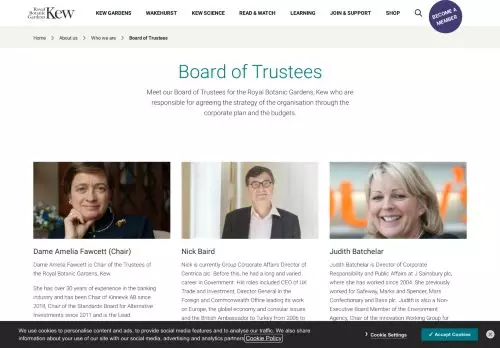 Royal
Botanic
Gardens
Kew
KEW GARDENS
WAKEHURST
KEW SCIENCE
READ & WATCH
LEARNING
JOIN & SUPPORT
SHOP
BECOME A
MEMBER
Home > About us > Who we are > Board of Trustees
Board of Trustees
Meet our Board of Trustees for the Royal Botanic Gardens, Kew who are
responsible for agreeing the strategy of the organisation through the
corporate plan and the budgets.
Dame Amelia Fawcett (Chair)
Dame Amelia Fawcett is Chair of the Trustees of
the Royal Botanic Gardens, Kew.
She has over 30 years of experience in the banking
industry and has been Chair of Kinnevik AB since
2018, Chair of the Standards Board for Alternative
Investments since 2011 and is the Lead
Nick Baird
Nick is currently Group Corporate Affairs Director of
Centrica plc. Before this, he had a long and varied
career in Government. His roles included CEO of UK
Trade and Investment, Director General in the
Foreign and Commonwealth Office leading its work
on Europe, the global economy and consular issues
and the British Ambassador to Turkey from 2006 to
Judith Batchelar
Judith Batchelar is Director of Corporate
Responsibility and Public Affairs at J Sainsbury plc,
where she has worked since 2004. She previously
worked for Safeway, Marks and Spencer, Mars
Confectionary and Bass plc. Judith is also a Non-
Executive Board Member of the Environment
Agency, Chair of the Innovation Working Group for
We use cookies to personalise content and ads, to provide social media features and to analyse our traffic. We also share
information about your use of our site with our social media, advertising and analytics partners Cookie Policy
Cookie Settings
✓ Accept Cookies